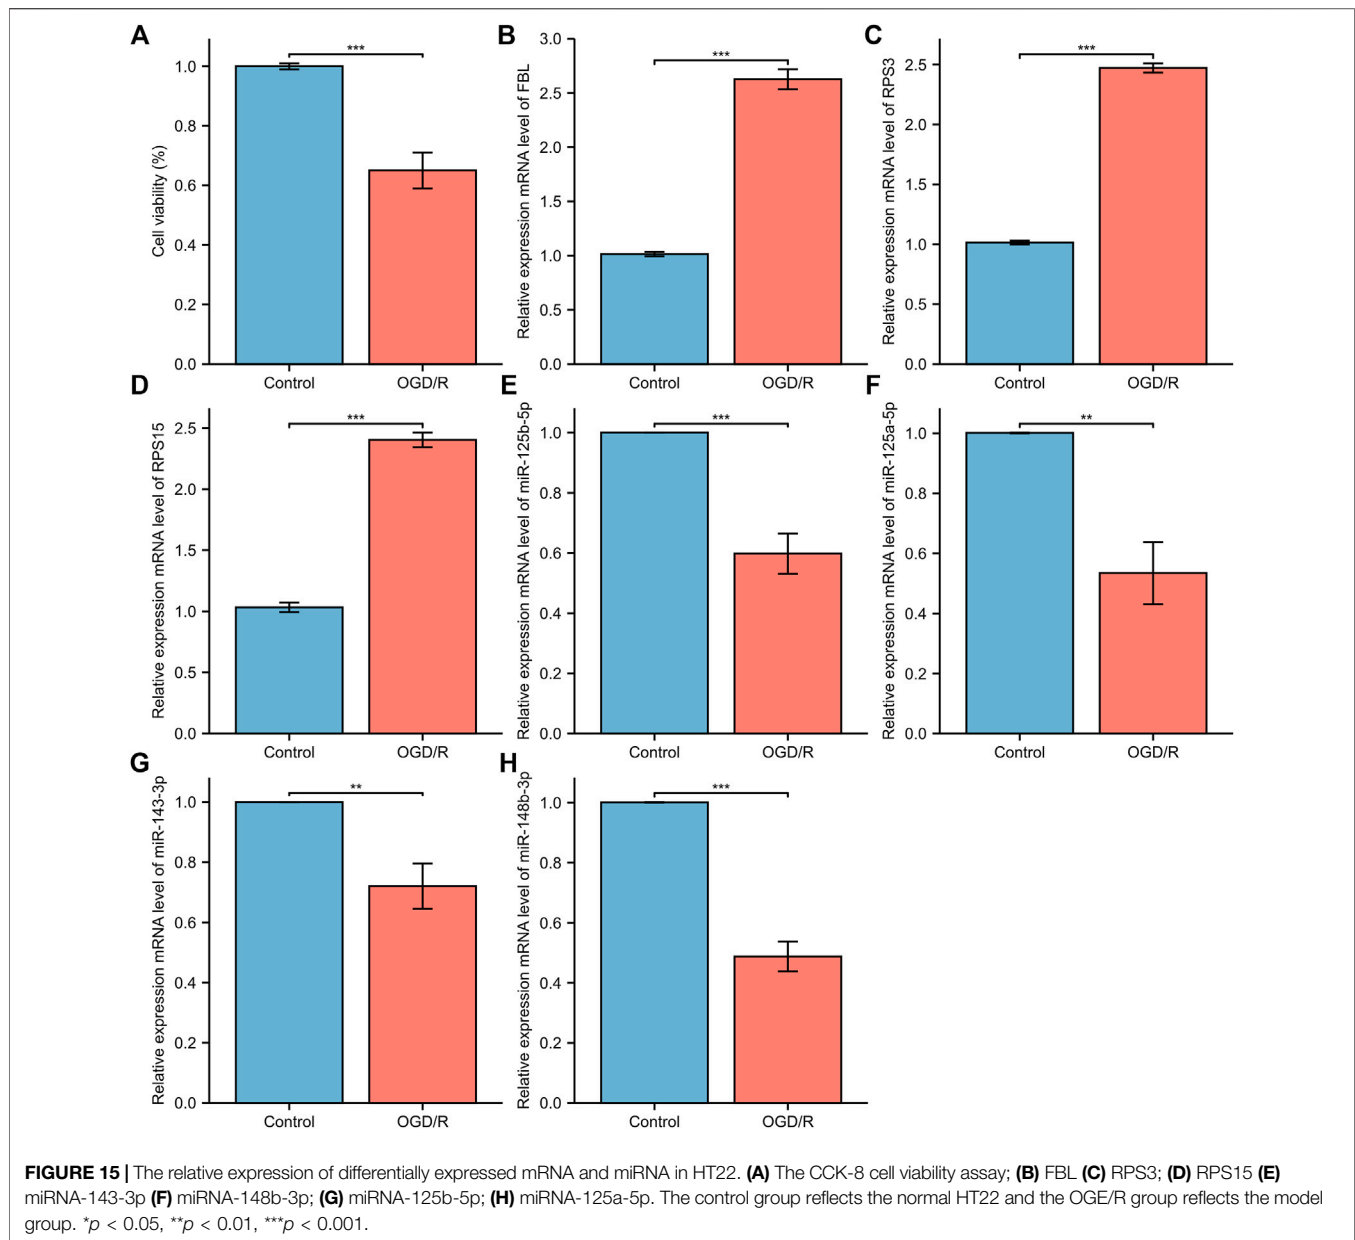 A
Cell viability (%)
1.0
0.8
0.6
0.4
0.2
0.0
***
Control OGD/R
B
Relative expression mRNA level of FBL
3.0
2.5
2.0
1.5
1.0
0.5
0.0
***
Control OGD/R
C
Relative expression mRNA level of RPS3
2.5
2.0
1.5
1.0
0.5
0.0
***
Control OGD/R
D
Relative expression mRNA level of RPS15
2.5
2.0
1.5
1.0
0.5
0.0
***
Control OGD/R
E
Relative expression mRNA level of miR-125b-5p
1.0
0.8
0.6
0.4
0.2
0.0
***
Control OGD/R
F
Relative expression mRNA level of miR-125a-5p
1.0
0.8
0.6
0.4
0.2
0.0
**
Control OGD/R
G
Relative expression mRNA level of miR-143-3p
1.0
0.8
0.6
0.4
0.2
0.0
**
Control OGD/R
H
Relative expression mRNA level of miR-148b-3p
1.0
0.8
0.6
0.4
0.2
0.0
***
Control OGD/R
FIGURE 15 | The relative expression of differentially expressed mRNA and miRNA in HT22. (A) The CCK-8 cell viability assay; (B) FBL (C) RPS3; (D) RPS15 (E)
miRNA-143-3p (F) miRNA-148b-3p; (G) miRNA-125b-5p; (H) miRNA-125a-5p. The control group reflects the normal HT22 and the OGE/R group reflects the model
group. *p < 0.05, **p < 0.01, ***p < 0.001.